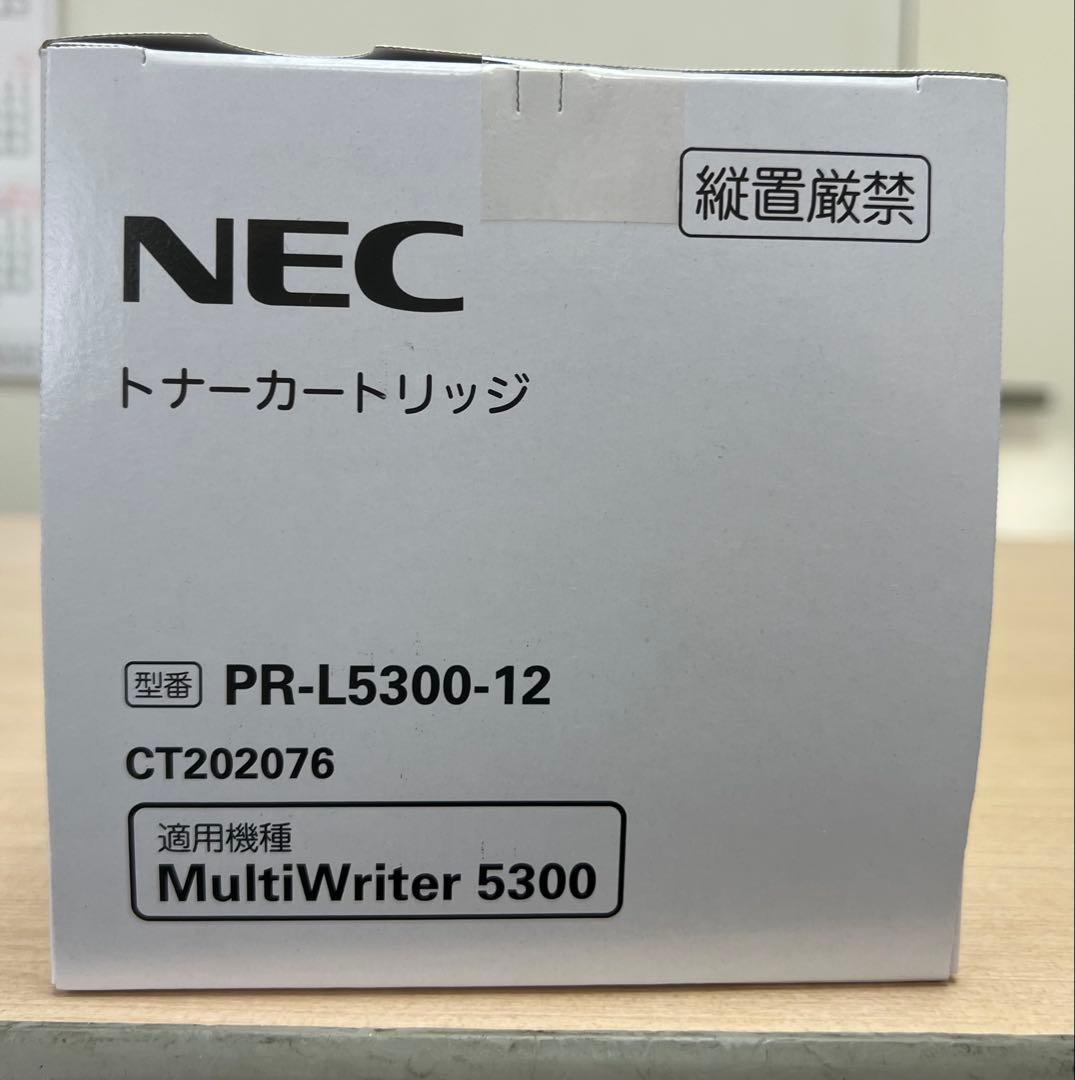 縦置厳禁
NEC
トナーカートリッジ
型番 PR-L5300-12
CT202076
適用機種
MultiWriter 5300